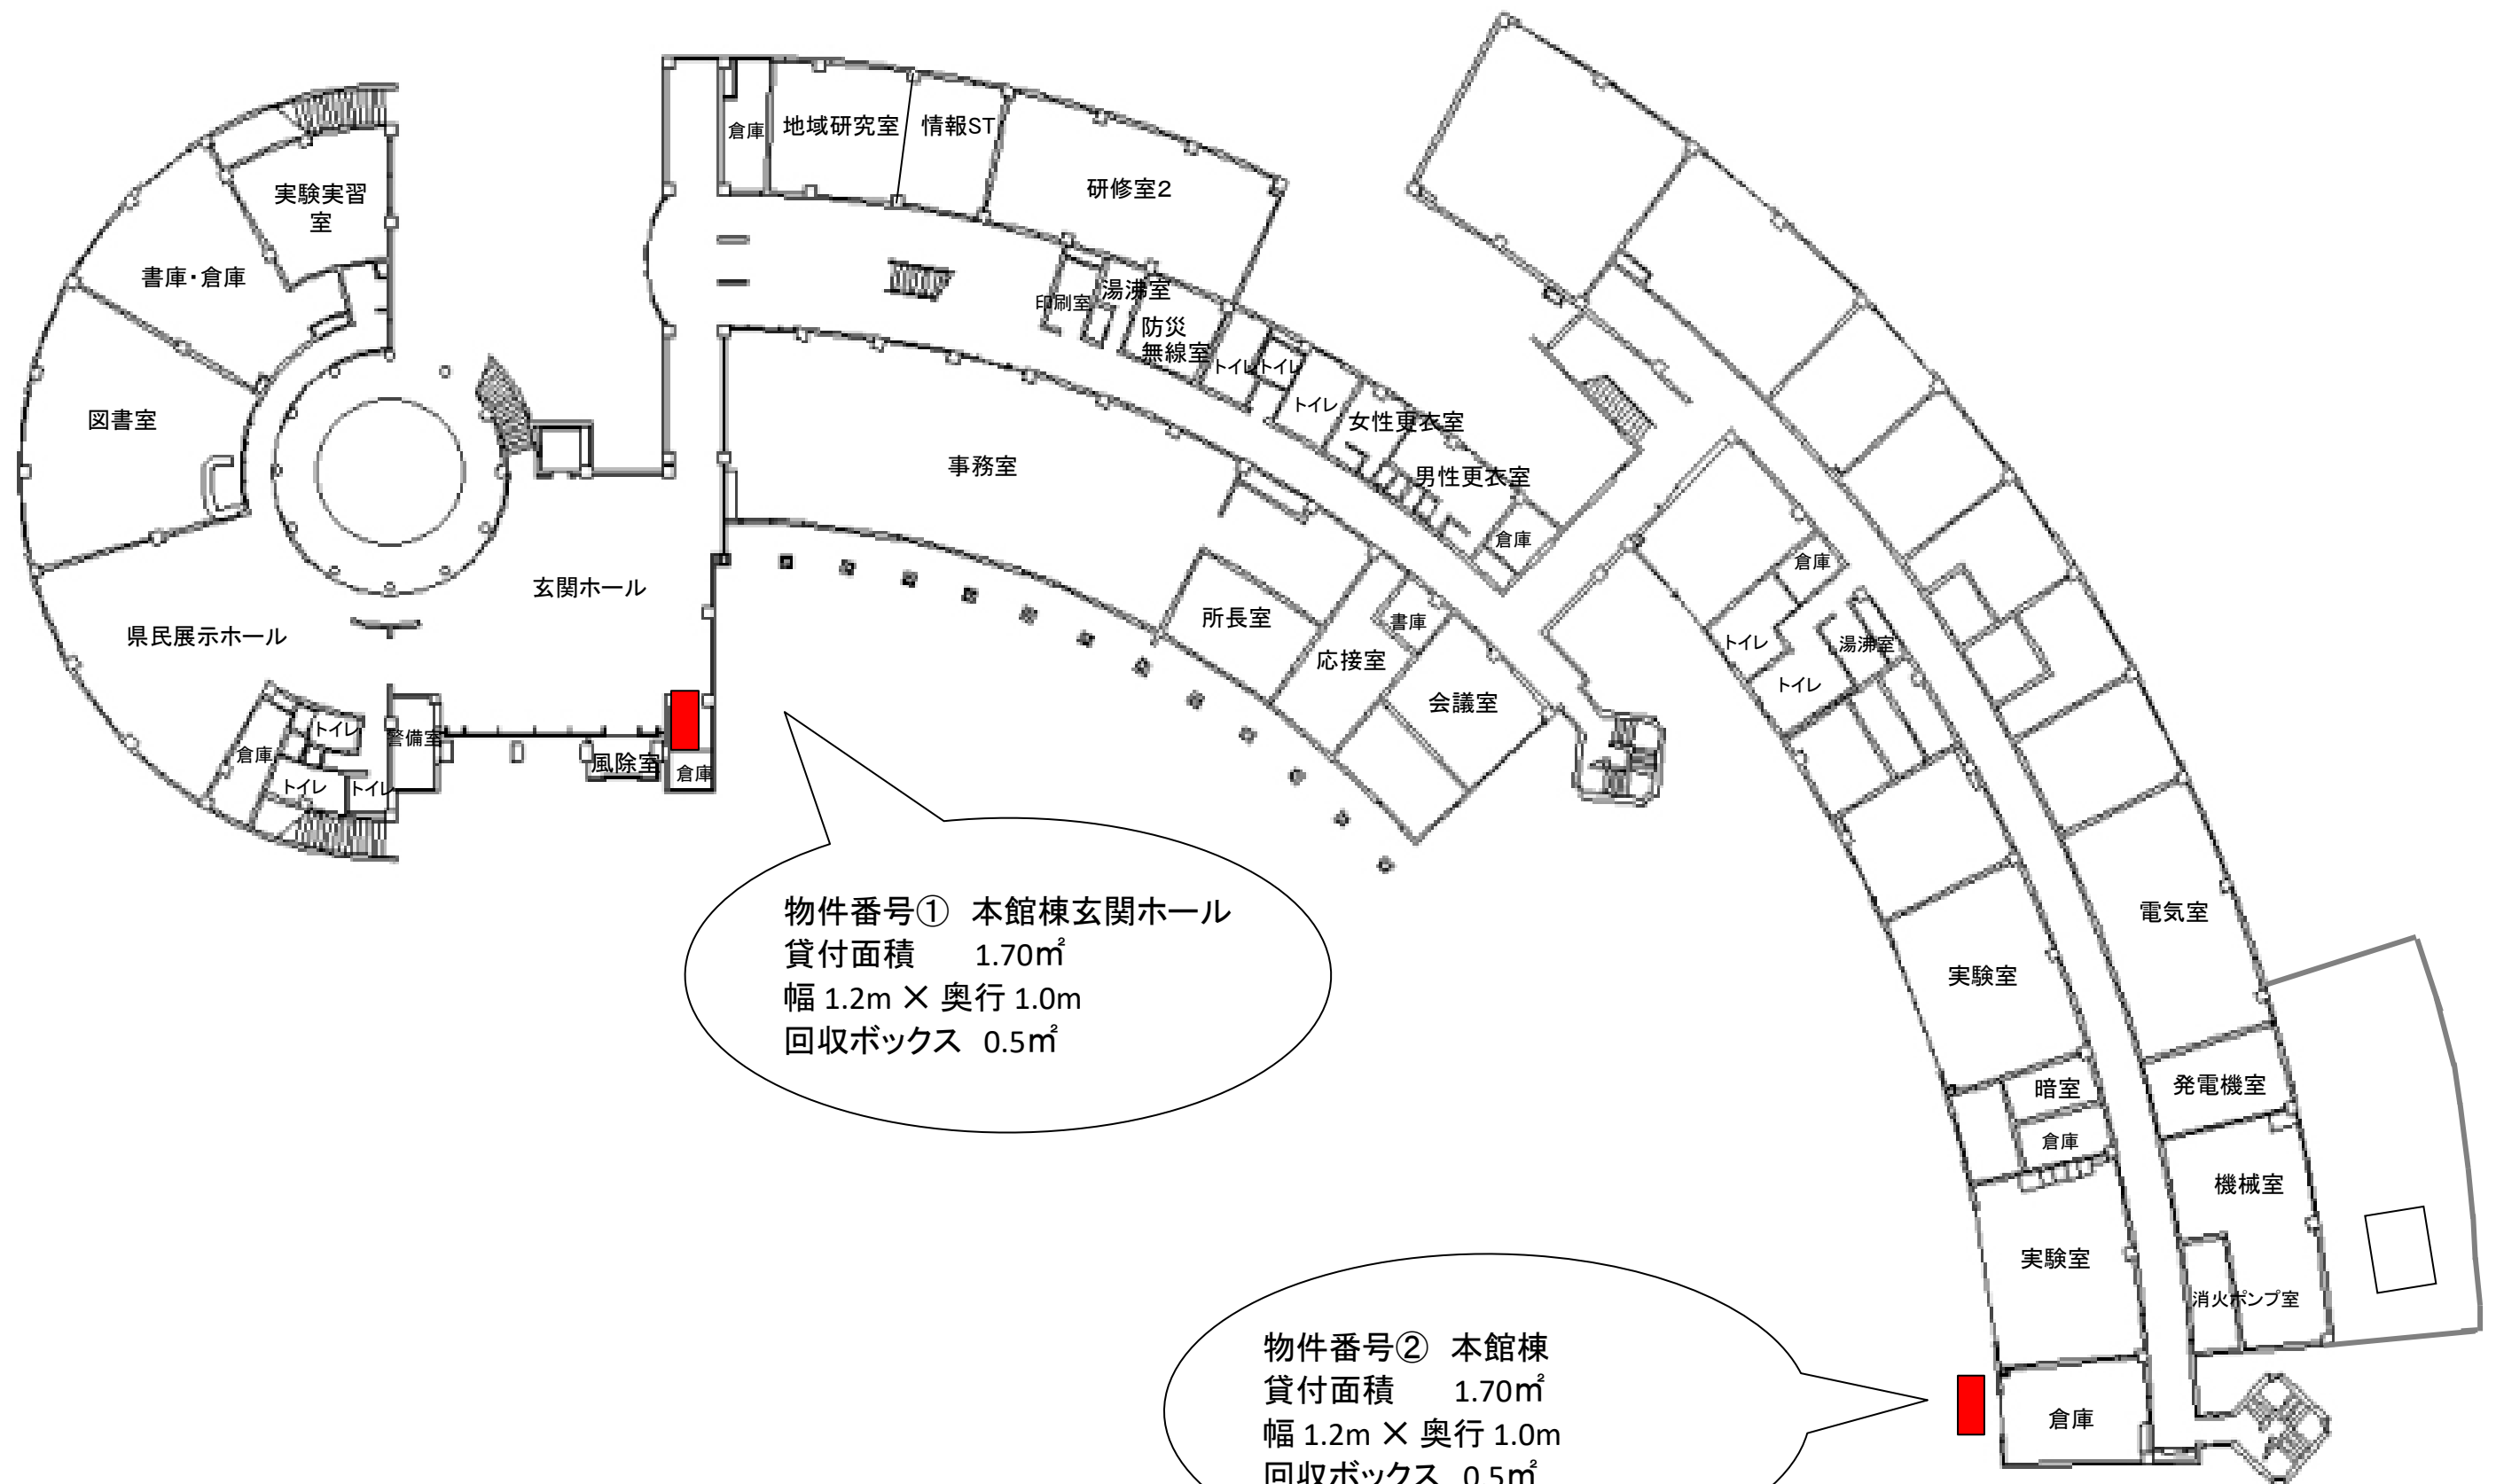 倉庫
地域研究室
情報ST
研修室2
実験実習
室
書庫・倉庫
図書室
印刷室
湯沸室
防災
無線室
トイレ
トイレ
トイレ
女性更衣室
男性更衣室
倉庫
事務室
玄関ホール
県民展示ホール
所長室
応接室
書庫
会議室
倉庫
トイレ
湯沸室
トイレ
倉庫
トイレ
トイレ
トイレ
警備室
風除室
倉庫
物件番号① 本館棟玄関ホール
貸付面積 1.70㎡
幅 1.2m × 奥行 1.0m
回収ボックス 0.5㎡
電気室
実験室
暗室
発電機室
倉庫
機械室
実験室
消火ポンプ室
倉庫
物件番号② 本館棟
貸付面積 1.70㎡
幅 1.2m × 奥行 1.0m
回収ボックス 0.5㎡